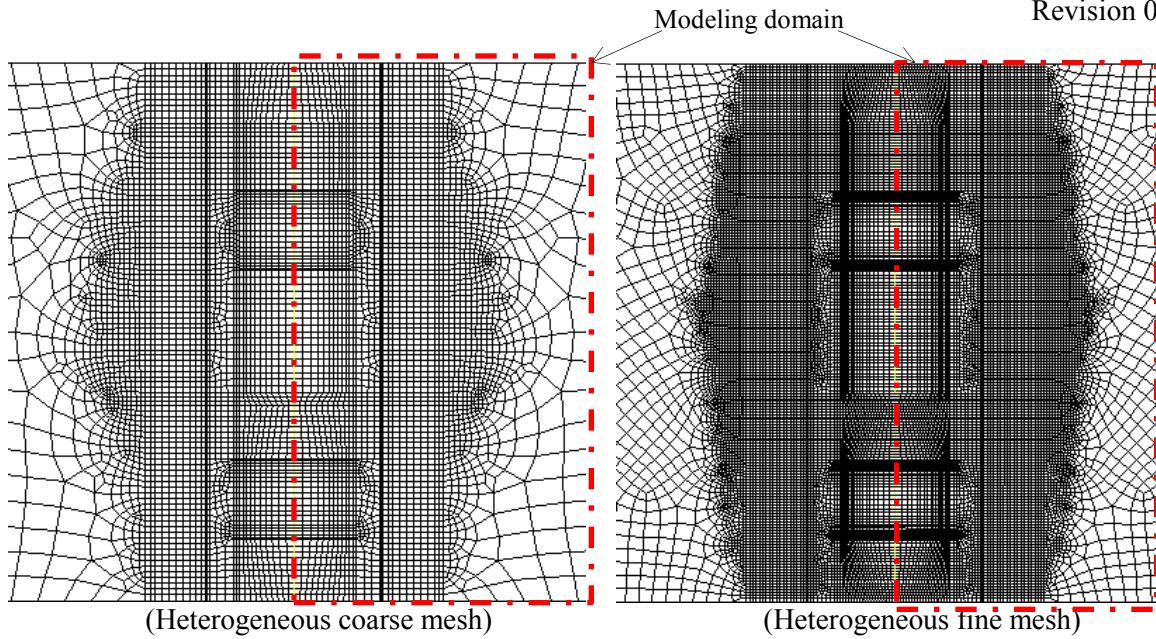 Revision 0
Modeling domain
(Heterogeneous coarse mesh)
(Heterogeneous fine mesh)